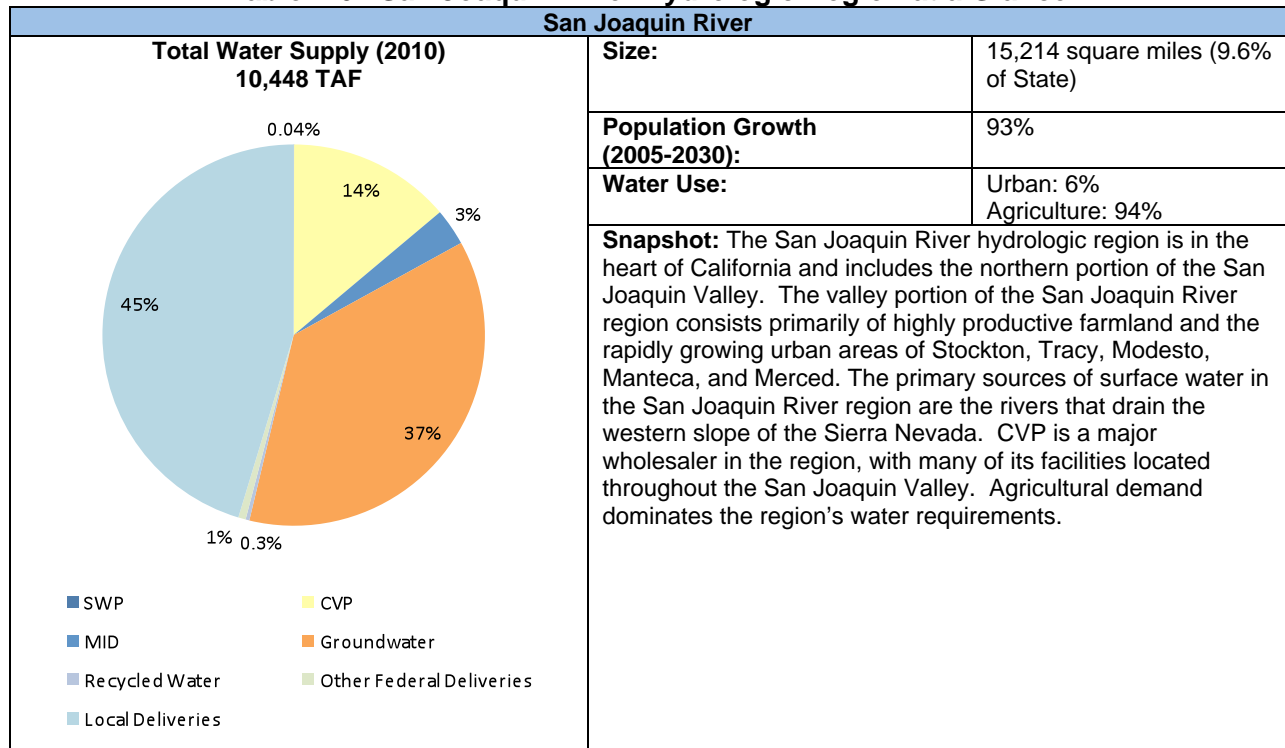 San Joaquin River
Total Water Supply (2010)
10,448 TAF
0.04%
14%
3%
45%
37%
1%
0.3%
SWP
CVP
MID
Groundwater
Recycled Water
Other Federal Deliveries
Local Deliveries
Size:
15,214 square miles (9.6%
of State)
Population Growth
(2005-2030):
93%
Water Use:
Urban: 6%
Agriculture: 94%
Snapshot: The San Joaquin River hydrologic region is in the
heart of California and includes the northern portion of the San
Joaquin Valley.  The valley portion of the San Joaquin River
region consists primarily of highly productive farmland and the
rapidly growing urban areas of Stockton, Tracy, Modesto,
Manteca, and Merced. The primary sources of surface water in
the San Joaquin River region are the rivers that drain the
western slope of the Sierra Nevada.  CVP is a major
wholesaler in the region, with many of its facilities located
throughout the San Joaquin Valley.  Agricultural demand
dominates the region's water requirements.